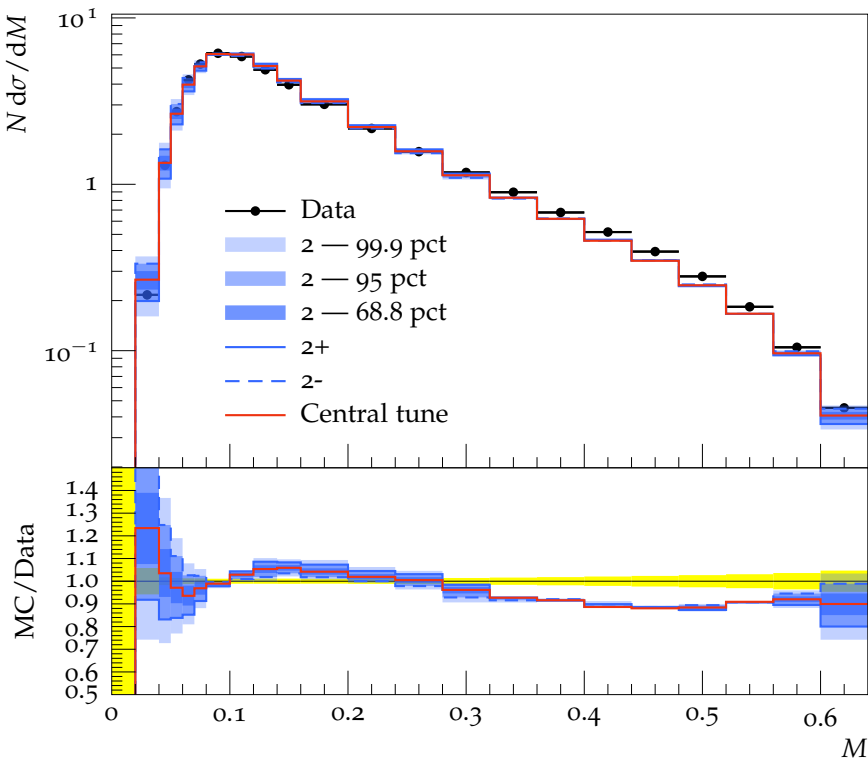 N dσ/dM
10¹
1
10⁻¹
Data
2 — 99.9 pct
2 — 95 pct
2 — 68.8 pct
2+
2-
Central tune
MC/Data
1.4
1.3
1.2
1.1
1.0
0.9
0.8
0.7
0.6
0.5
0 0.1 0.2 0.3 0.4 0.5 0.6
M